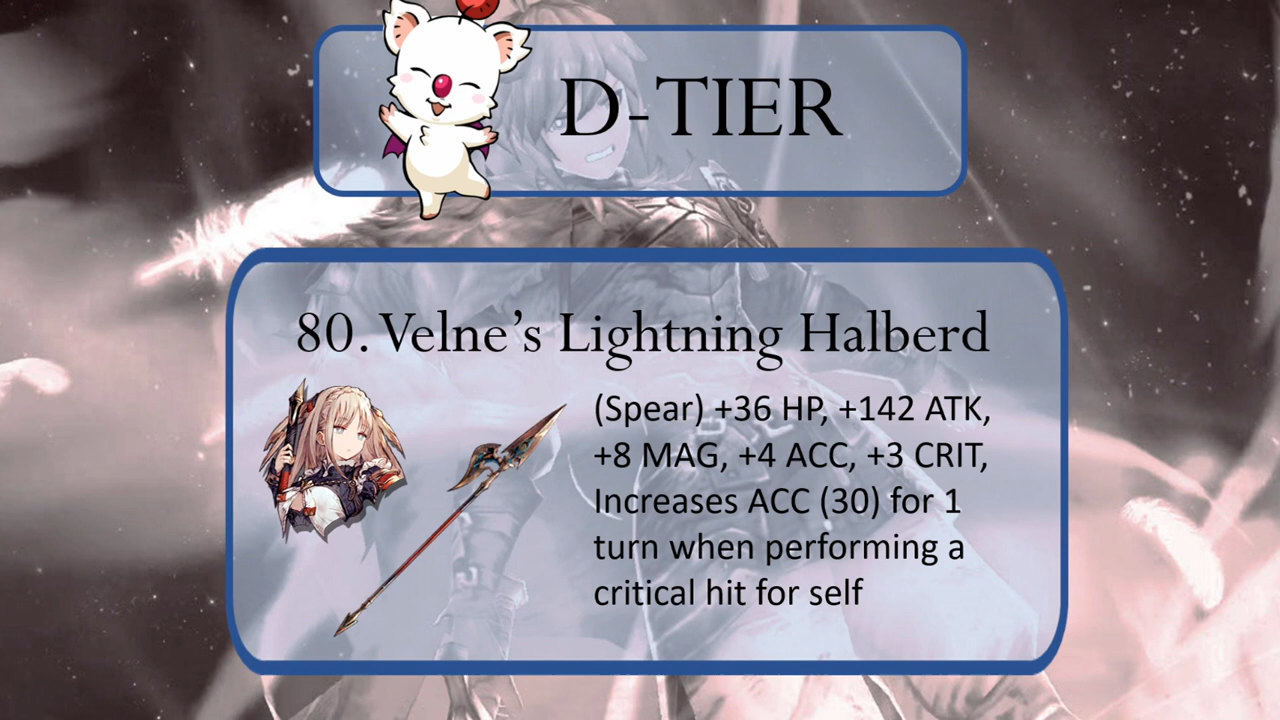 D-TIER
80. Velne’s Lightning Halberd
(Spear) +36 HP, +142 ATK,
+8 MAG, +4 ACC, +3 CRIT,
Increases ACC (30) for 1
turn when performing a
critical hit for self